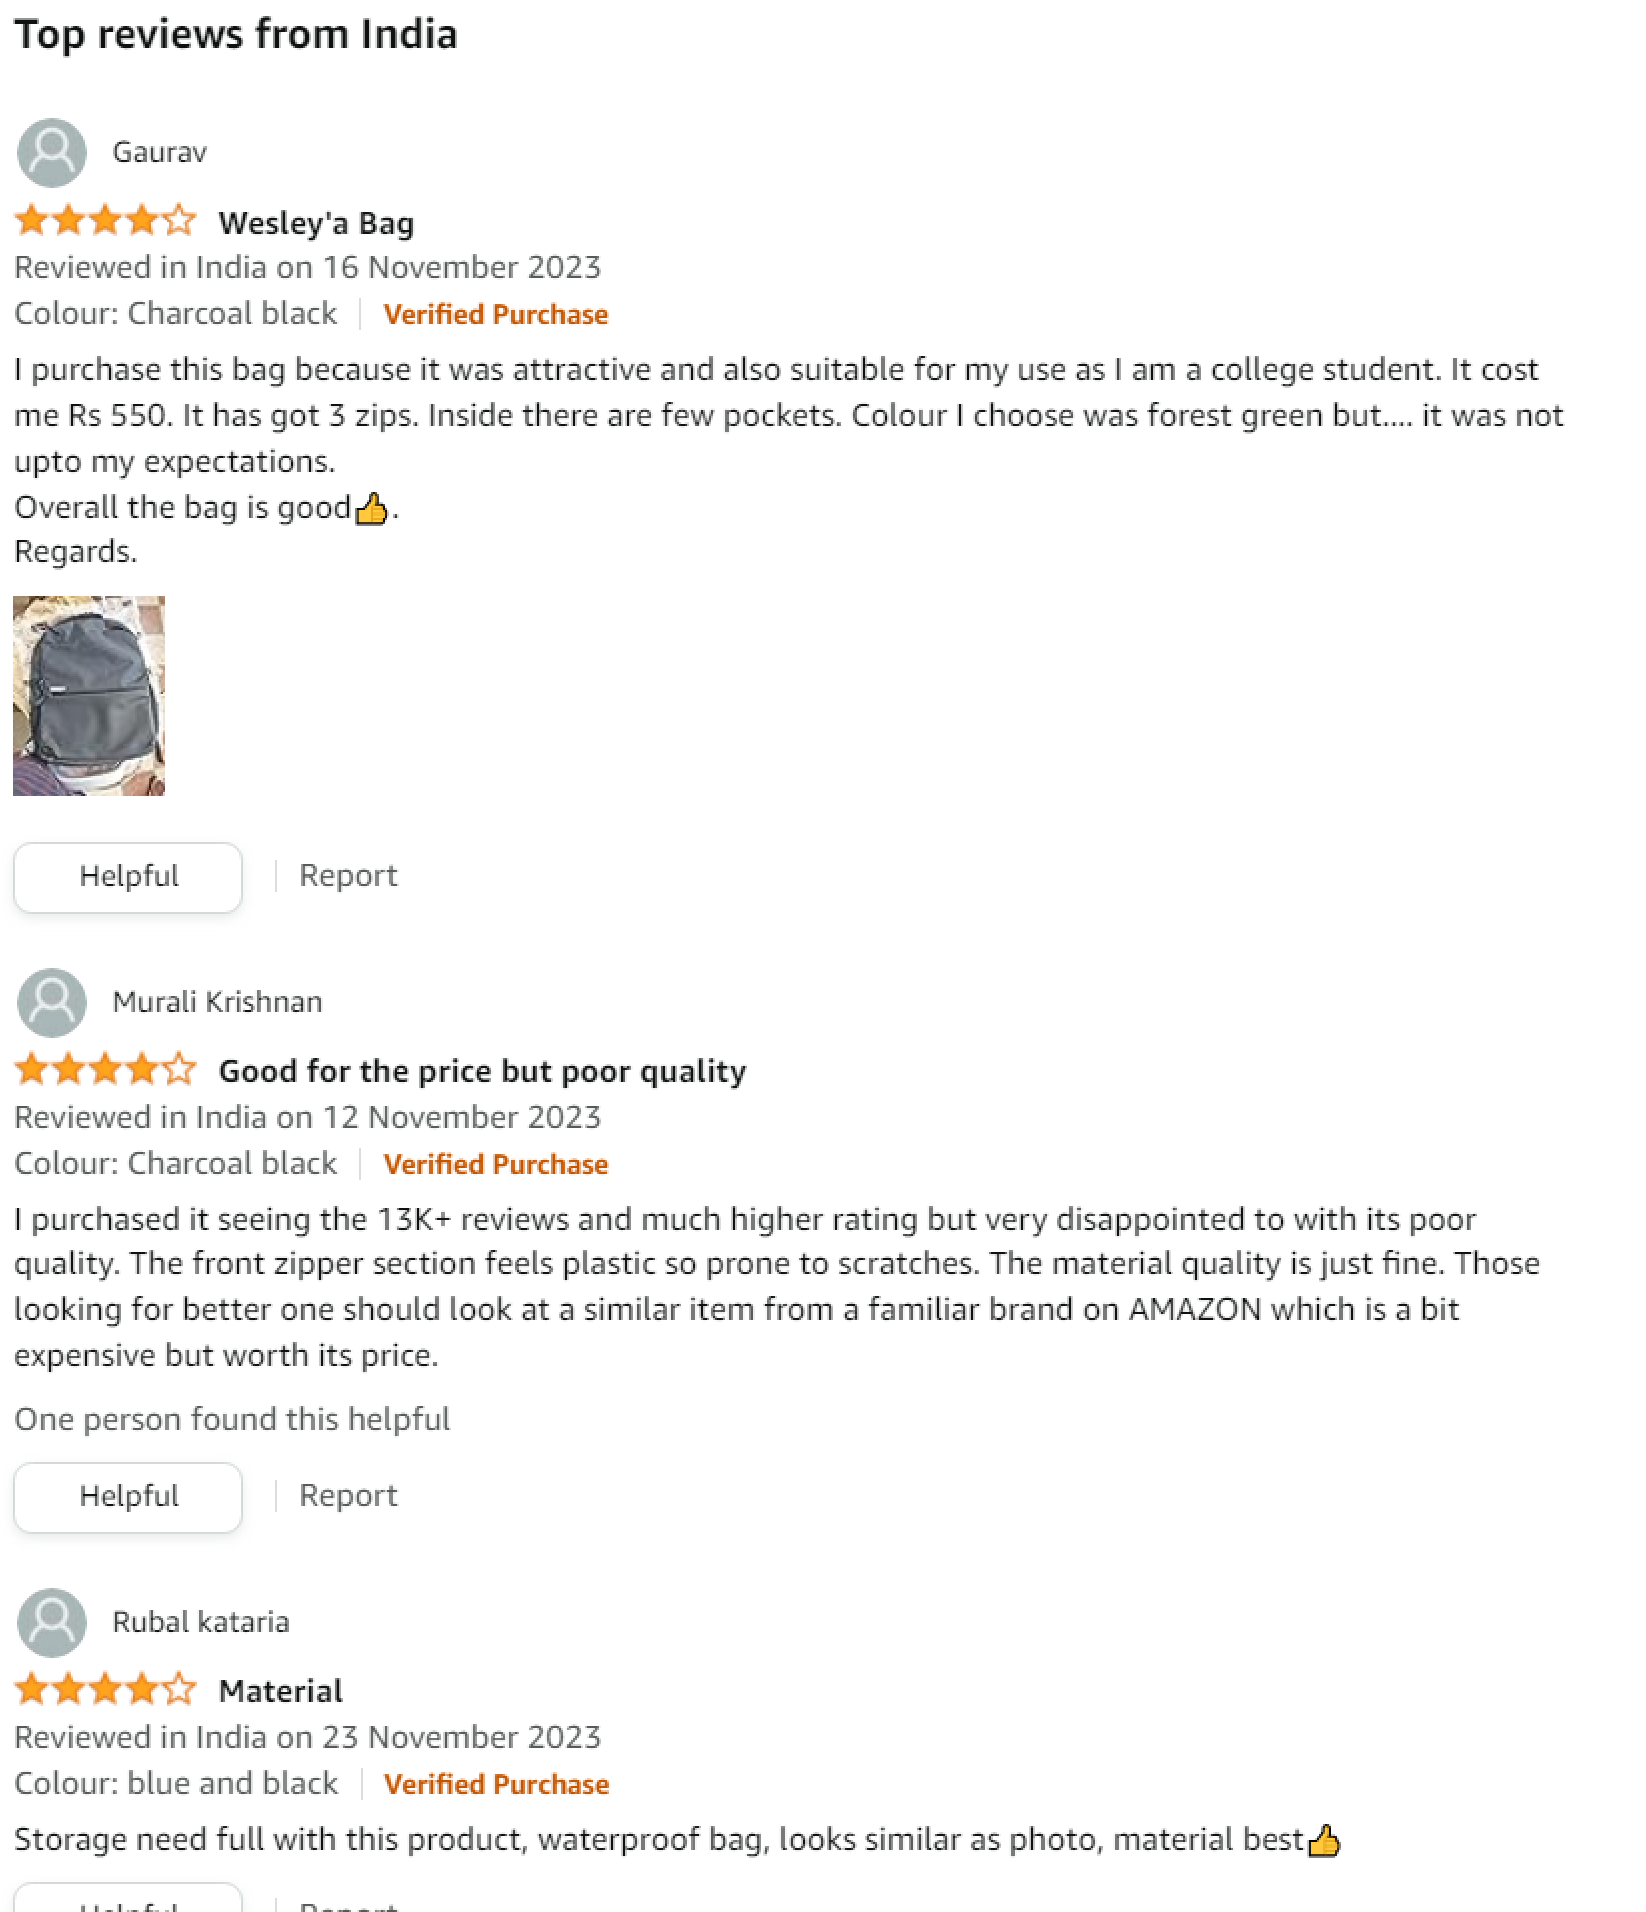 Top reviews from India
Gaurav
Wesley'a Bag
Reviewed in India on 16 November 2023
Colour: Charcoal black | Verified Purchase
I purchase this bag because it was attractive and also suitable for my use as I am a college student. It cost
me Rs 550. It has got 3 zips. Inside there are few pockets. Colour I choose was forest green but.... it was not
upto my expectations.
Overall the bag is good👍.
Regards.
Helpful | Report
Murali Krishnan
Good for the price but poor quality
Reviewed in India on 12 November 2023
Colour: Charcoal black | Verified Purchase
I purchased it seeing the 13K+ reviews and much higher rating but very disappointed to with its poor
quality. The front zipper section feels plastic so prone to scratches. The material quality is just fine. Those
looking for better one should look at a similar item from a familiar brand on AMAZON which is a bit
expensive but worth its price.
One person found this helpful
Helpful | Report
Rubal kataria
Material
Reviewed in India on 23 November 2023
Colour: blue and black | Verified Purchase
Storage need full with this product, waterproof bag, looks similar as photo, material best👍
Helpful | Report